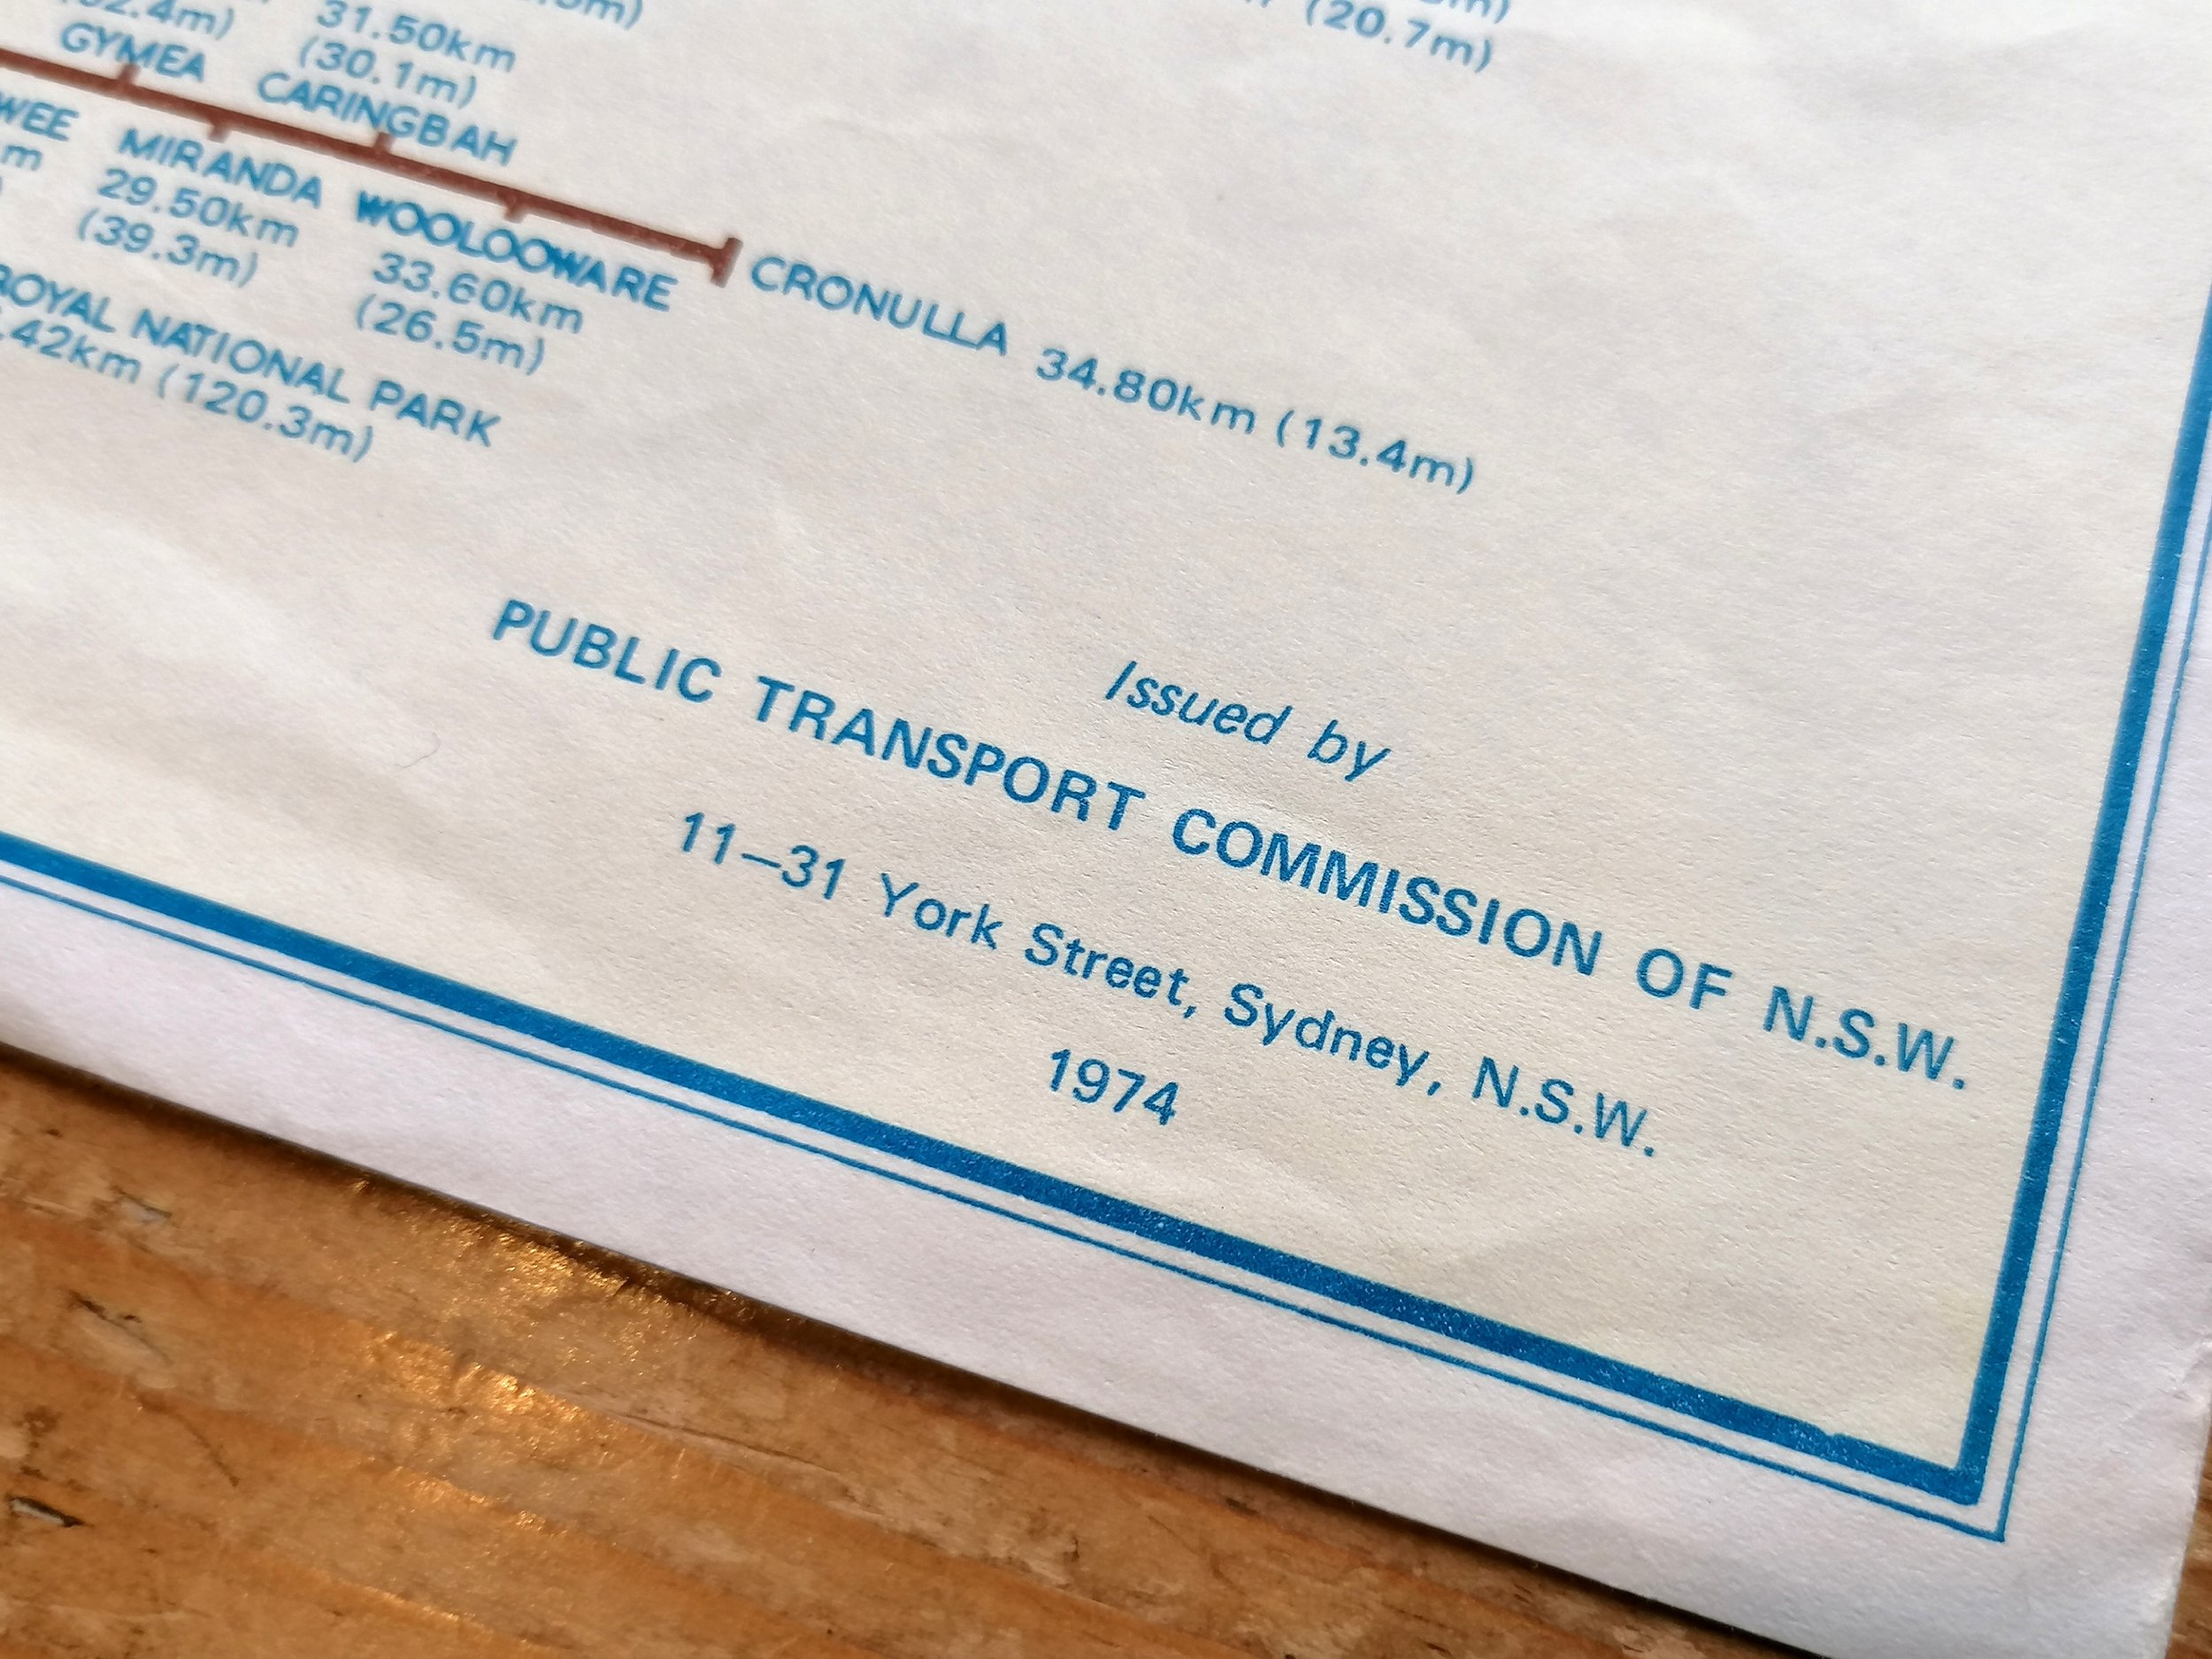 31.50km
(20.7m)
(30.1m)
GYMEA CARINGBAH
MIRANDA WOOLOOWARE
29.50km 33.60km
(39.3m) (26.5m)
CRONULLA 34.80km (13.4m)
ROYAL NATIONAL PARK
.42km (120.3m)
Issued by
PUBLIC TRANSPORT COMMISSION OF N.S.W.
11–31 York Street, Sydney, N.S.W.
1974